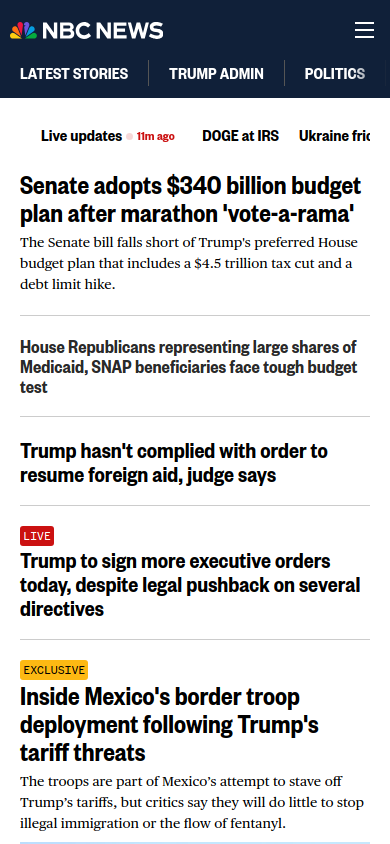 NBC NEWS
LATEST STORIES TRUMP ADMIN POLITICS
Live updates 11m ago DOGE at IRS Ukraine
Senate adopts $340 billion budget
plan after marathon 'vote-a-rama'
The Senate bill falls short of Trump's preferred House
budget plan that includes a $4.5 trillion tax cut and a
debt limit hike.
House Republicans representing large shares of
Medicaid, SNAP beneficiaries face tough budget
test
Trump hasn't complied with order to
resume foreign aid, judge says
LIVE
Trump to sign more executive orders
today, despite legal pushback on several
directives
EXCLUSIVE
Inside Mexico's border troop
deployment following Trump's
tariff threats
The troops are part of Mexico’s attempt to stave off
Trump’s tariffs, but critics say they will do little to stop
illegal immigration or the flow of fentanyl.